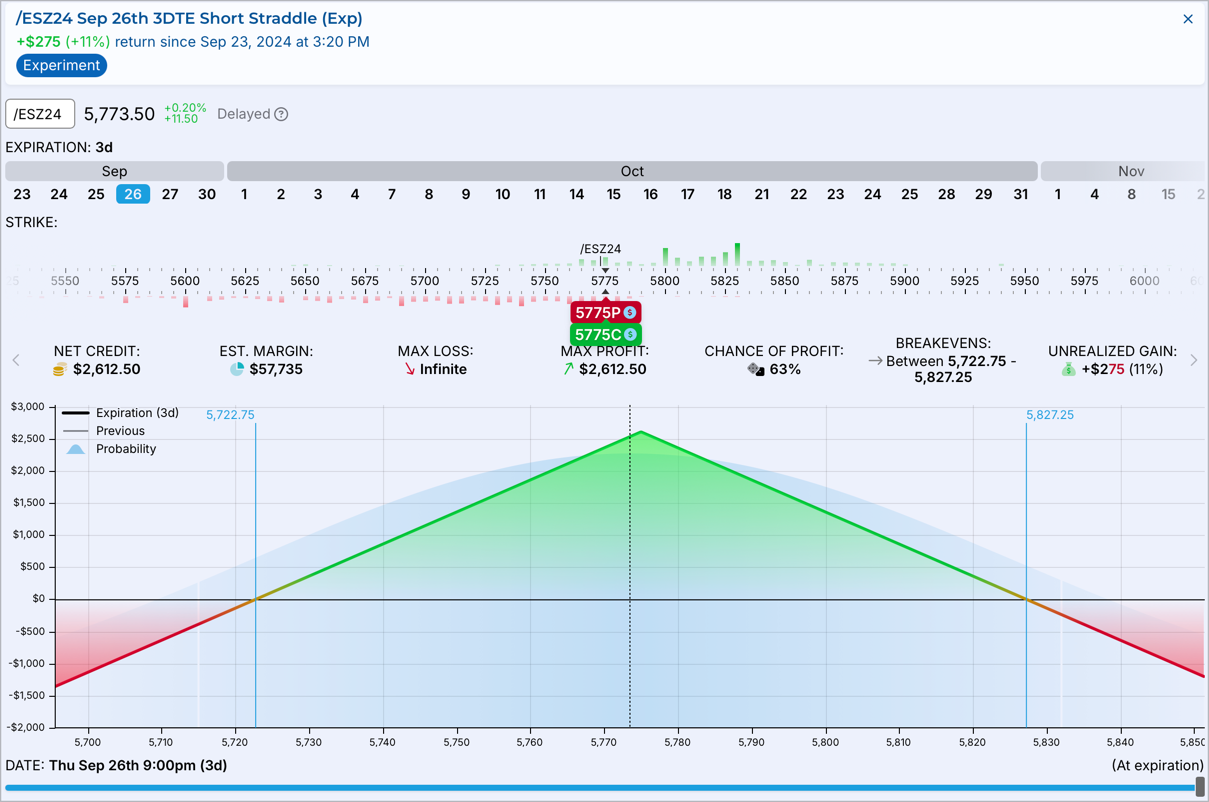 /ESZ24 Sep 26th 3DTE Short Straddle (Exp)
+$275 (+11%) return since Sep 23, 2024 at 3:20 PM
Experiment
/ESZ24 5,773.50 +0.20% +11.50 Delayed
EXPIRATION: 3d
Sep Oct Nov
23 24 25 26 27 30 1 2 3 4 7 8 9 10 11 14 15 16 17 18 21 22 23 24 25 28 29 31 1 4 8 15 2
STRIKE:
/ESZ24
5550 5575 5600 5625 5650 5675 5700 5725 5750 5775 5800 5825 5850 5875 5900 5925 5950 5975 6000
5775P $
5775C $
NET CREDIT: EST. MARGIN: MAX LOSS: MAX PROFIT: CHANCE OF PROFIT: BREAKEVENS: UNREALIZED GAIN:
$2,612.50 $57,735 Infinite $2,612.50 63% Between 5,722.75 - 5,827.25 +$275 (11%)
$3,000
$2,500
$2,000
$1,500
$1,000
$500
$0
-$500
-$1,000
-$1,500
-$2,000
Expiration (3d)
Previous
Probability
5,722.75
5,827.25
5,700 5,710 5,720 5,730 5,740 5,750 5,760 5,770 5,780 5,790 5,800 5,810 5,820 5,830 5,840 5,850
DATE: Thu Sep 26th 9:00pm (3d)
(At expiration)